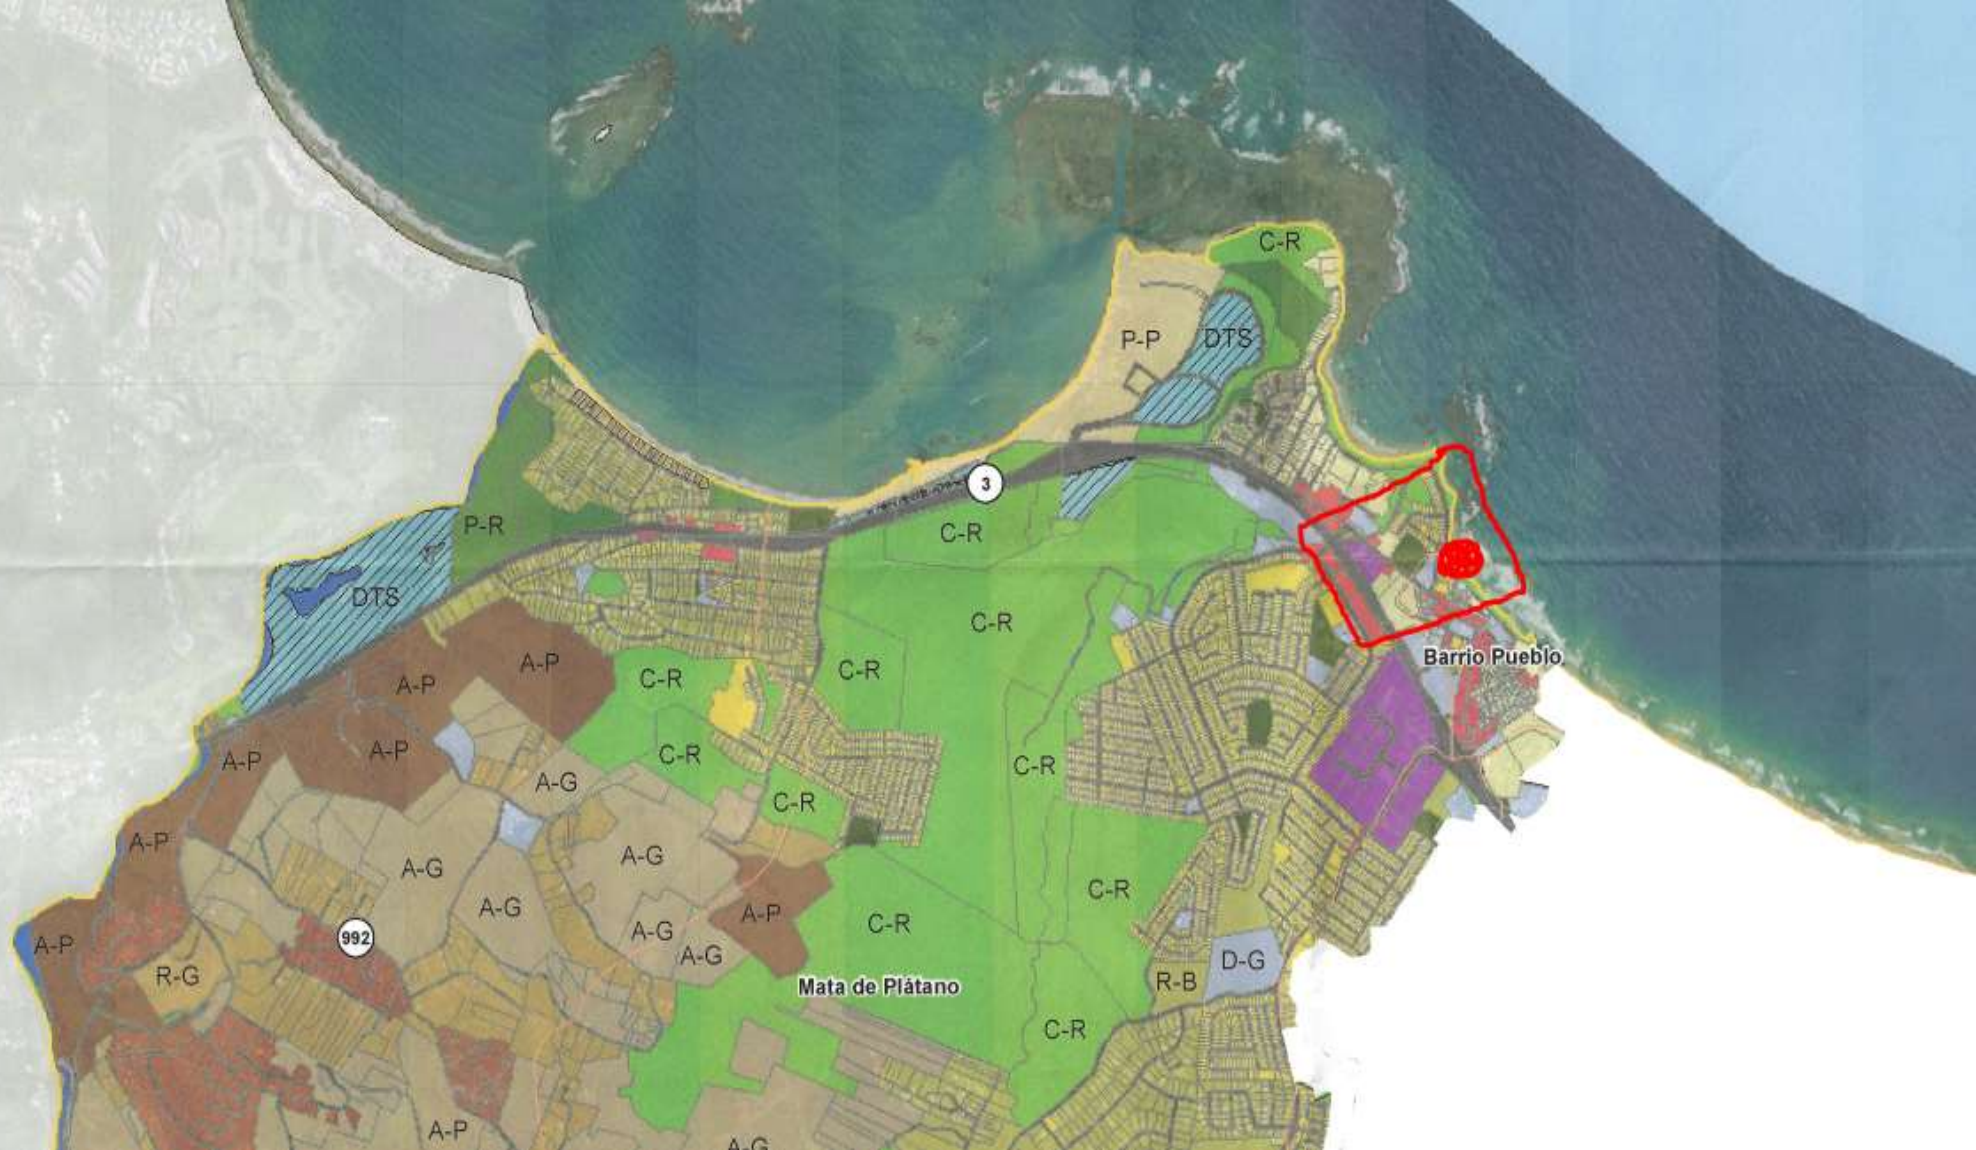 C-R
P-P
DTS
3
P-R
C-R
DTS
C-R
A-P
A-P
C-R
C-R
Barrio Pueblo
A-P
A-P
C-R
C-R
A-G
C-R
A-P
A-G
A-G
C-R
A-G
A-P
C-R
992
A-G
A-P
A-G
D-G
R-G
R-B
Mata de Plátano
C-R
A-P
A-G